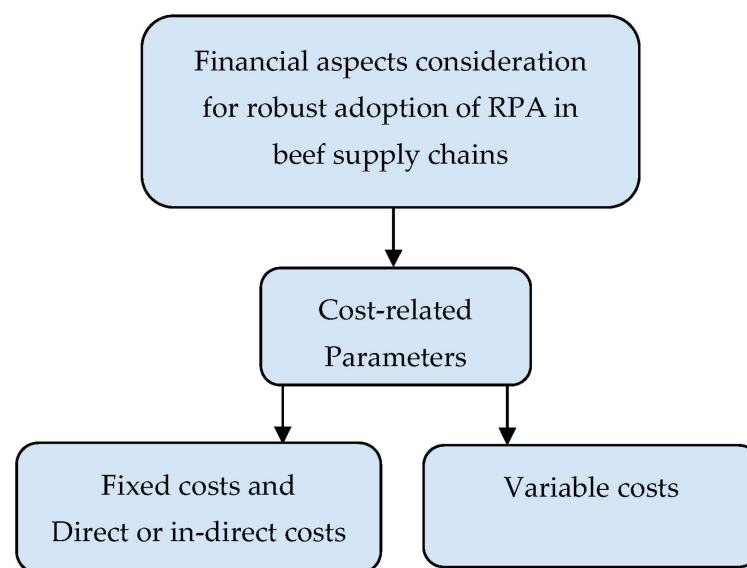 Financial aspects consideration
for robust adoption of RPA in
beef supply chains
Cost-related
Parameters
Fixed costs and
Direct or in-direct costs
Variable costs